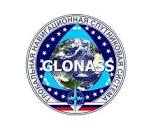 ГЛОБАЛЬНАЯ НАВИГАЦИОННАЯ СПУТНИКОВАЯ СИСТЕМА
GLONASS